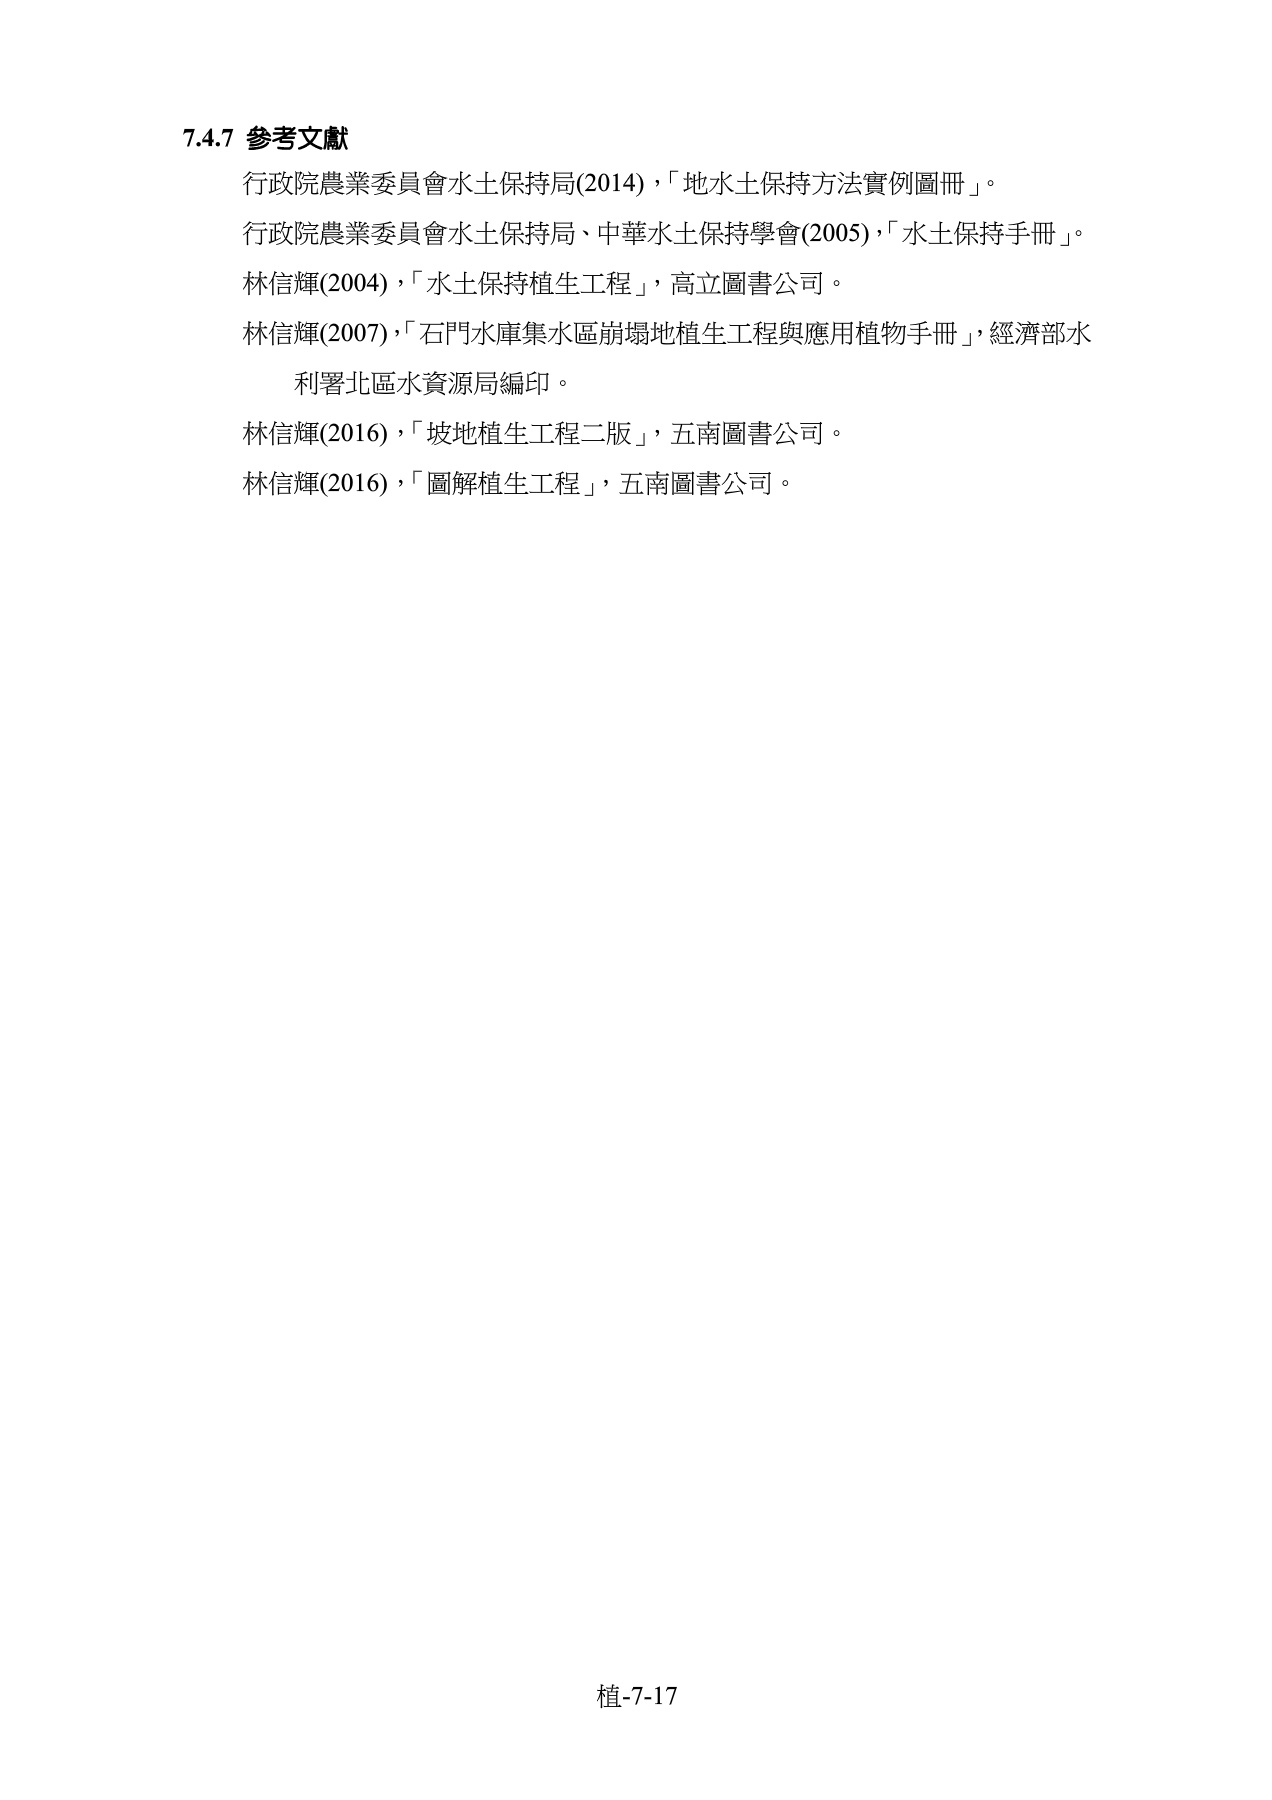 7.4.7 參考文獻
行政院農業委員會水土保持局(2014)，「地水土保持方法實例圖冊」。
行政院農業委員會水土保持局、中華水土保持學會(2005)，「水土保持手冊」。
林信輝(2004)，「水土保持植生工程」，高立圖書公司。
林信輝(2007)，「石門水庫集水區崩塌地植生工程與應用植物手冊」，經濟部水
利署北區水資源局編印。
林信輝(2016)，「坡地植生工程二版」，五南圖書公司。
林信輝(2016)，「圖解植生工程」，五南圖書公司。
植-7-17